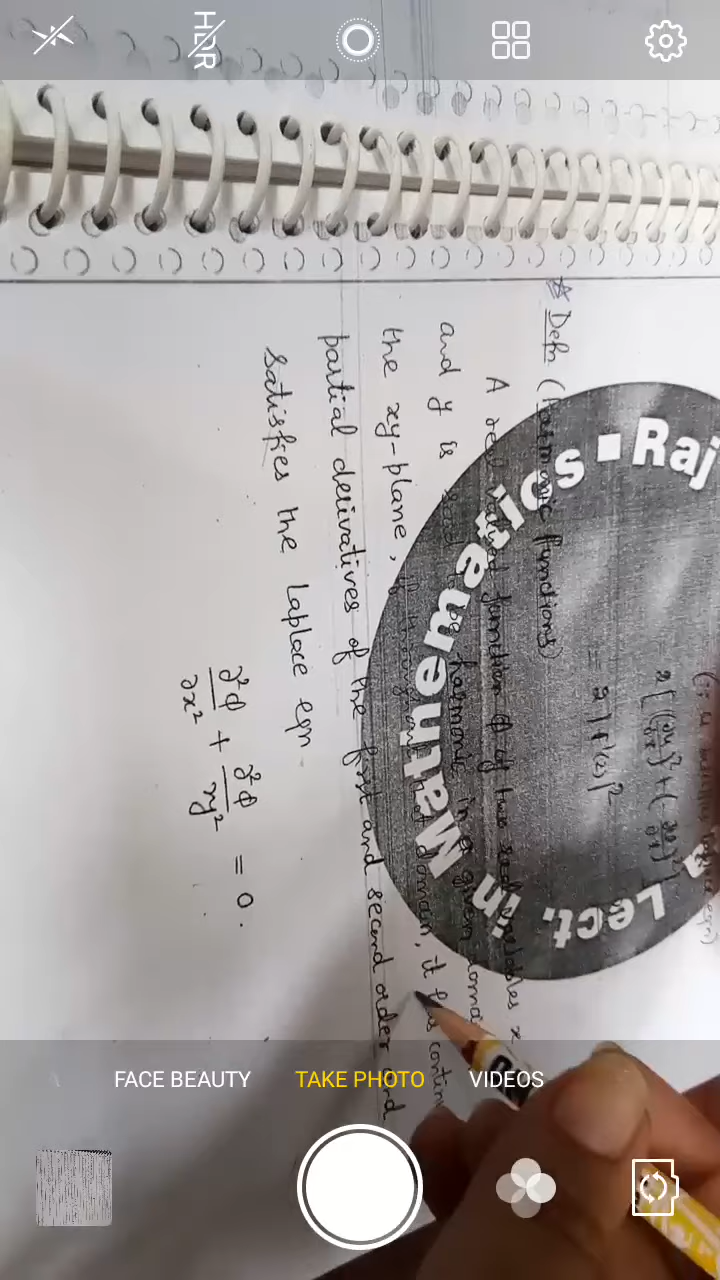 HDR
= 2 [
= 2 | f'(z) |²
☆ Defn (Harmonic functions)
A real valued function ϕ of two real variables x
and y is said to be harmonic in a given domain
the xy-plane, if throughout that domain, it has contin
partial derivatives of the first and second order and
satisfies the Laplace eqn
∂²ϕ/∂x² + ∂²ϕ/∂y² = 0.
Raj
Lect. in Mathematics
FACE BEAUTY
TAKE PHOTO
VIDEOS